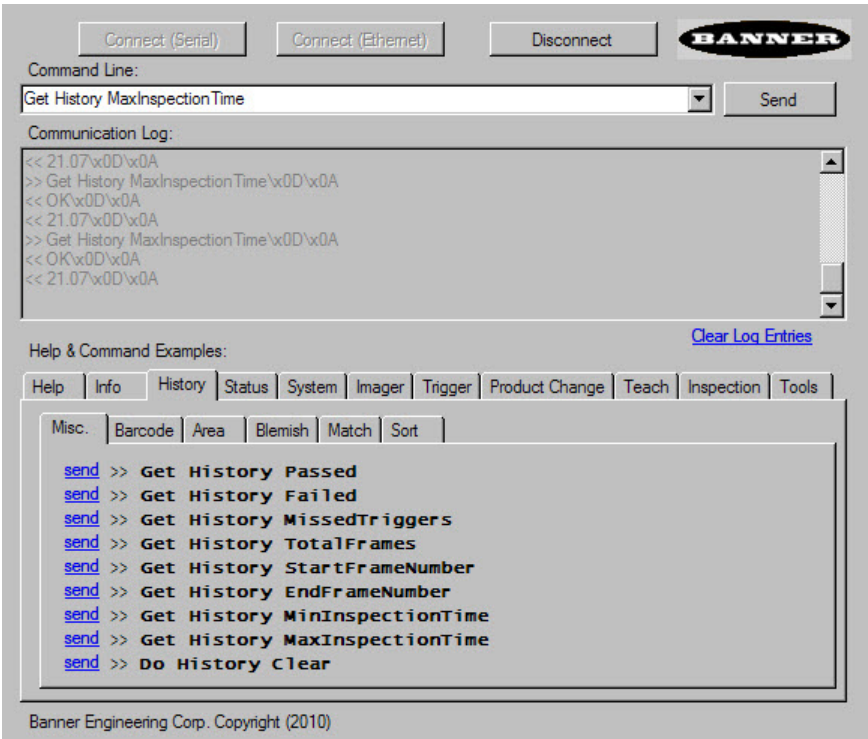 Connect (Serial) Connect (Ethernet) Disconnect BANNER
Command Line:
Get History MaxInspectionTime Send
Communication Log:
<< 21.07\x0D\x0A
>> Get History MaxInspectionTime\x0D\x0A
<< OK\x0D\x0A
<< 21.07\x0D\x0A
>> Get History MaxInspectionTime\x0D\x0A
<< OK\x0D\x0A
<< 21.07\x0D\x0A
Clear Log Entries
Help & Command Examples:
Help Info History Status System Imager Trigger Product Change Teach Inspection Tools
Misc. Barcode Area Blemish Match Sort
send >> Get History Passed
send >> Get History Failed
send >> Get History MissedTriggers
send >> Get History TotalFrames
send >> Get History StartFrameNumber
send >> Get History EndFrameNumber
send >> Get History MinInspectionTime
send >> Get History MaxInspectionTime
send >> Do History Clear
Banner Engineering Corp. Copyright (2010)